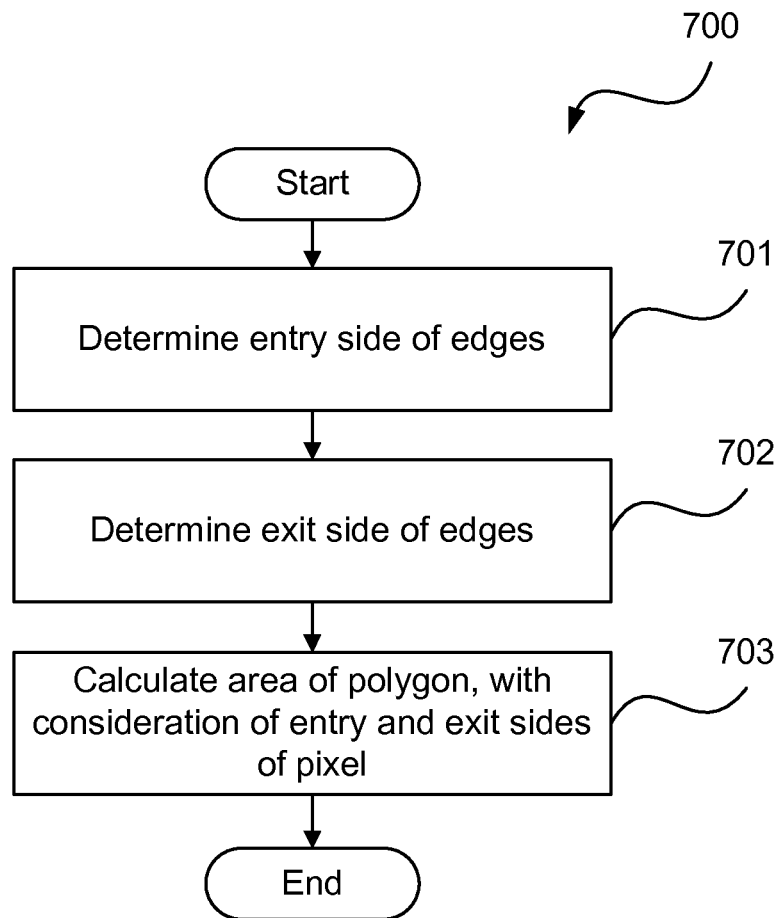 700
Start
701
Determine entry side of edges
702
Determine exit side of edges
703
Calculate area of polygon, with
consideration of entry and exit sides
of pixel
End